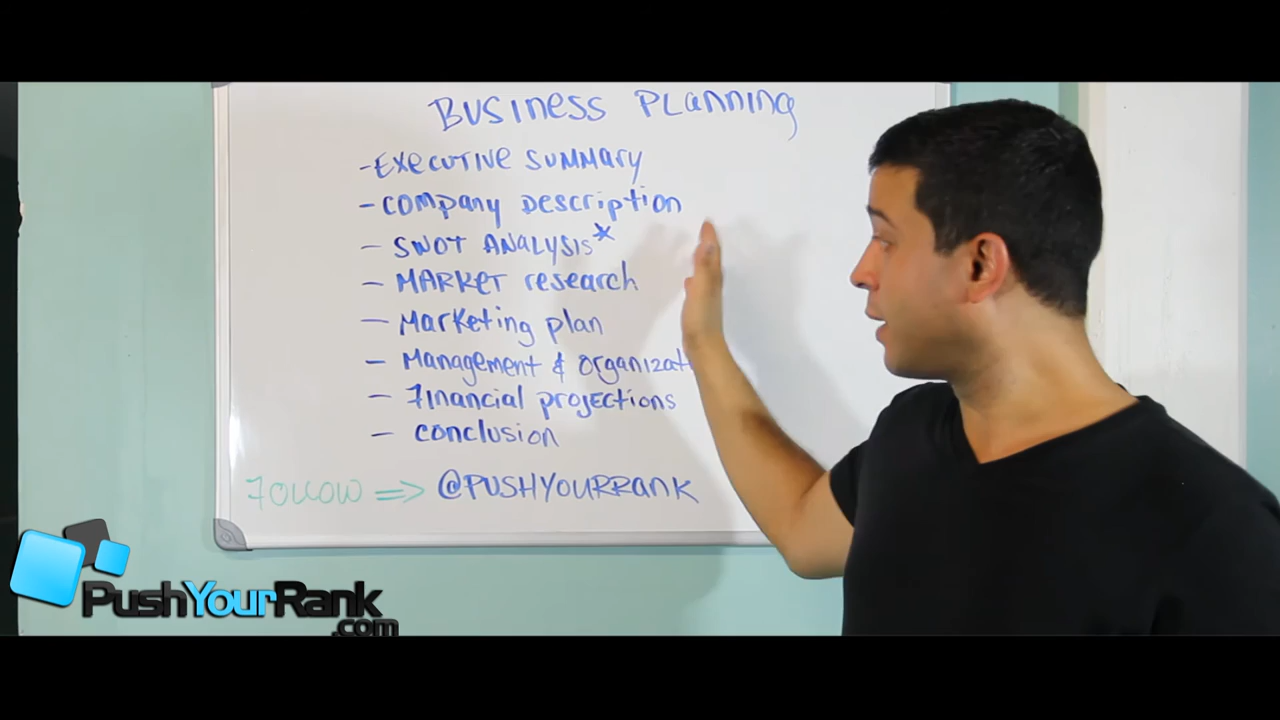 BUSINESS PLANNING
- EXECUTIVE SUMMARY
- COMPANY DESCRIPTION
- SWOT ANALYSIS*
- MARKET research
- Marketing plan
- Management & organizati
- Financial projections
- conclusion
FOLLOW => @PUSHYOURRANK
PushYourRank
.com